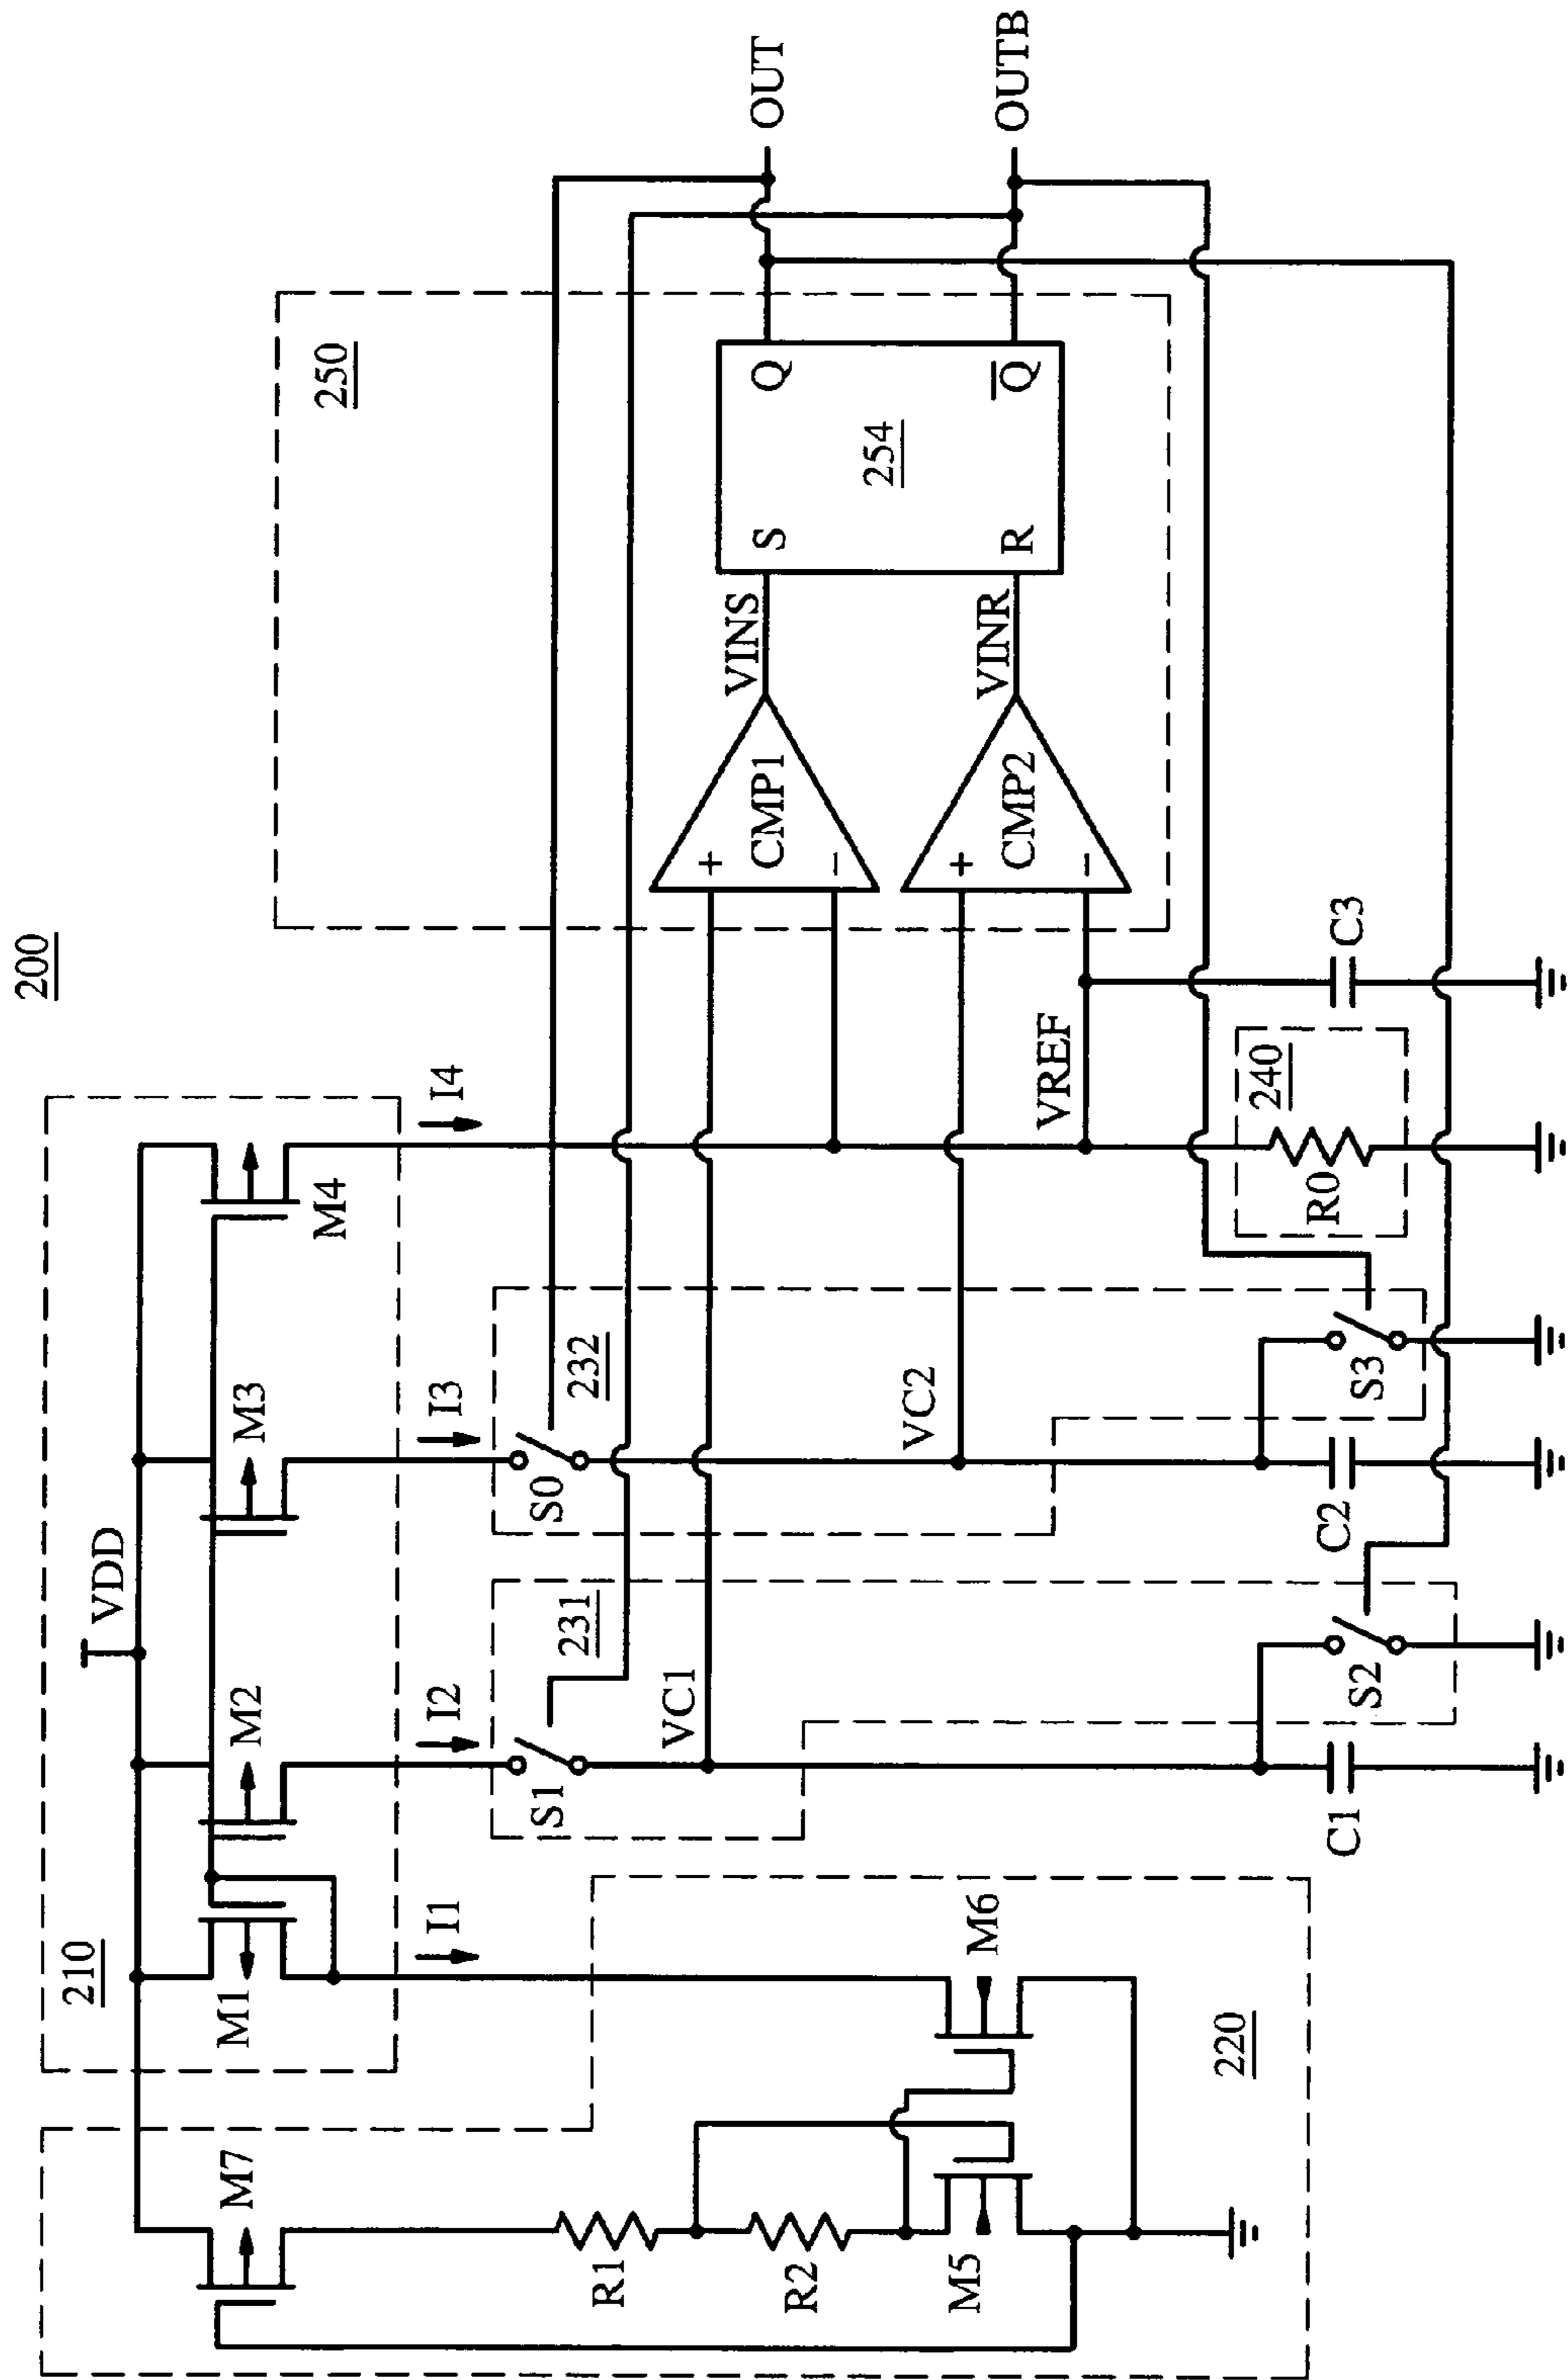 200
210
VDD
M7
M1
M2
M3
M4
I1
I2
I3
I4
250
OUT
OUTB
S1
231
S0
232
VC1
VC2
VREF
+
−
CMP1
+
−
CMP2
VINS
VINR
S
R
Q
Q̅
254
R1
R2
M5
M6
220
C1
S2
C2
S3
R0
240
C3